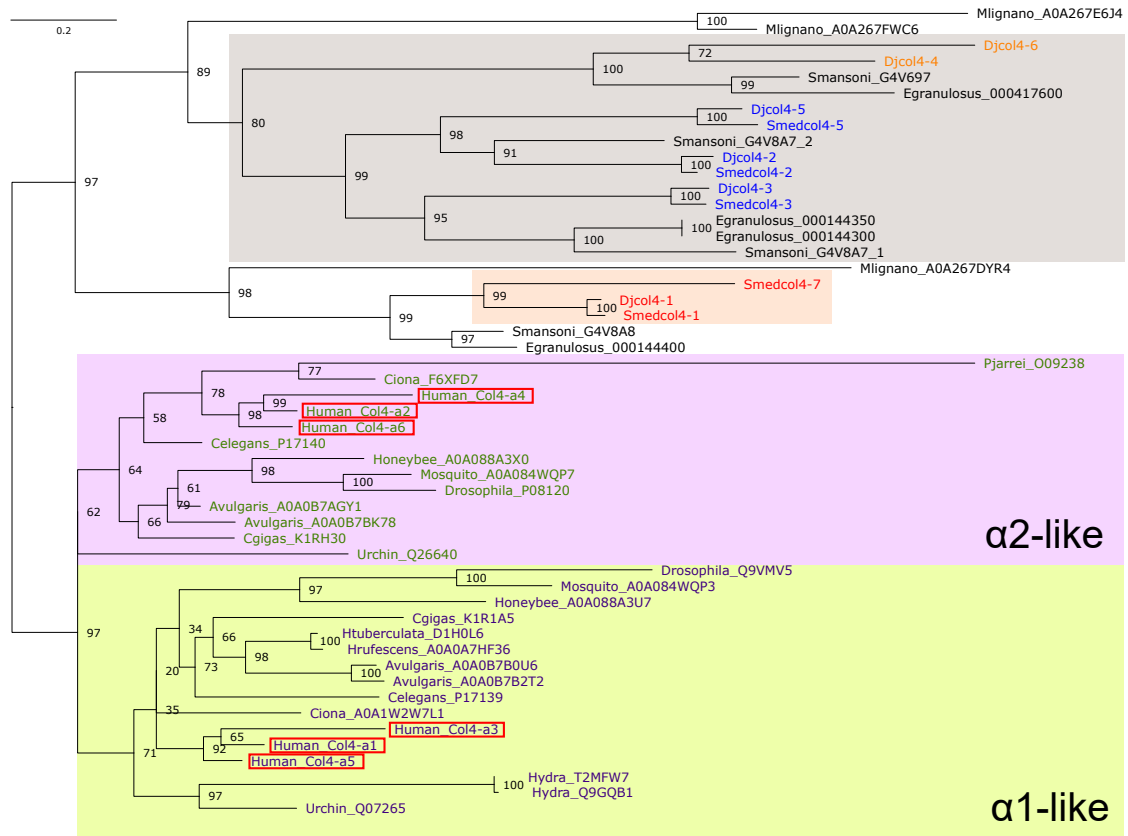 Mlignano_A0A267E6J4
100
0.2
Mlignano_A0A267FWC6
Djcol4-6
72
Djcol4-4
89
100
Smansoni_G4V697
99
Egranulosus_000417600
Djcol4-5
100
80
Smedcol4-5
98
Smansoni_G4V8A7_2
91
Djcol4-2
100
Smedcol4-2
99
97
Djcol4-3
100
Smedcol4-3
95
Egranulosus_000144350
100
Egranulosus_000144300
100
Smansoni_G4V8A7_1
Mlignano_A0A267DYR4
98
Smedcol4-7
99
Djcol4-1
100
Smedcol4-1
99
Smansoni_G4V8A8
97
Egranulosus_000144400
Pjarrei_O09238
77
Ciona_F6XFD7
78
Human_Col4-a4
99
Human_Col4-a2
98
58
Human_Col4-a6
Celegans_P17140
64
Honeybee_A0A088A3X0
98
Mosquito_A0A084WQP7
100
Drosophila_P08120
61
79
Avulgaris_A0A0B7AGY1
62
66
Avulgaris_A0A0B7BK78
Cgigas_K1RH30
Urchin_Q26640
α2-like
Drosophila_Q9VMV5
100
Mosquito_A0A084WQP3
97
Honeybee_A0A088A3U7
Cgigas_K1R1A5
97
34
66
Htuberculata_D1H0L6
100
Hrufescens_A0A0A7HF36
98
Avulgaris_A0A0B7B0U6
73
100
20
Avulgaris_A0A0B7B2T2
Celegans_P17139
35
Ciona_A0A1W2W7L1
Human_Col4-a3
65
Human_Col4-a1
92
71
Human_Col4-a5
Hydra_T2MFW7
100
Hydra_Q9GQB1
97
Urchin_Q07265
α1-like